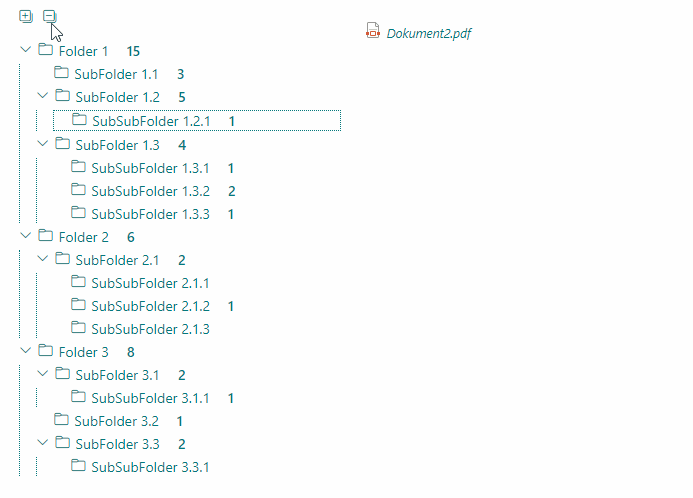 Dokument2.pdf
Folder 1 15
SubFolder 1.1 3
SubFolder 1.2 5
SubSubFolder 1.2.1 1
SubFolder 1.3 4
SubSubFolder 1.3.1 1
SubSubFolder 1.3.2 2
SubSubFolder 1.3.3 1
Folder 2 6
SubFolder 2.1 2
SubSubFolder 2.1.1
SubSubFolder 2.1.2 1
SubSubFolder 2.1.3
Folder 3 8
SubFolder 3.1 2
SubSubFolder 3.1.1 1
SubFolder 3.2 1
SubFolder 3.3 2
SubSubFolder 3.3.1